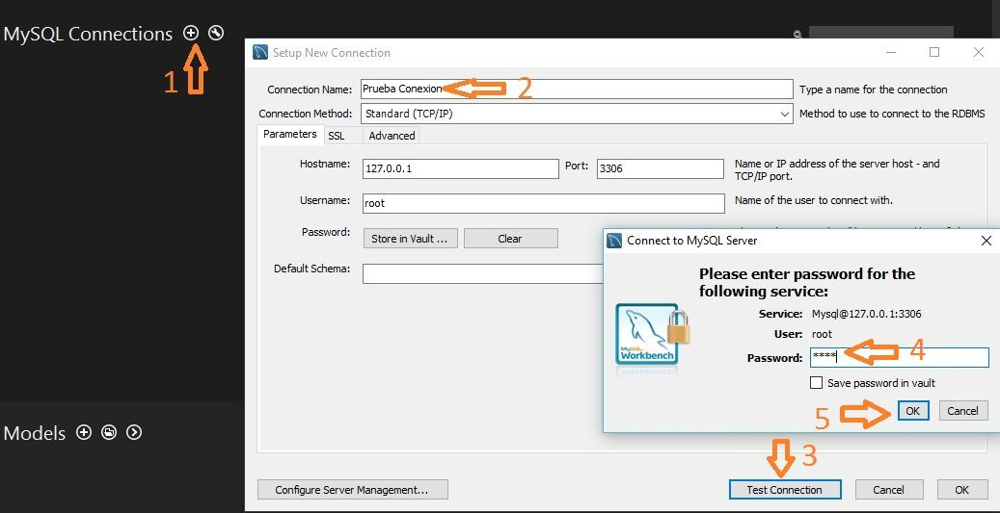 MySQL Connections
1
Setup New Connection
Connection Name: Prueba Conexion 2 Type a name for the connection
Connection Method: Standard (TCP/IP) Method to use to connect to the RDBMS
Parameters SSL Advanced
Hostname: 127.0.0.1 Port: 3306 Name or IP address of the server host - and
TCP/IP port.
Username: root Name of the user to connect with.
Password: Store in Vault ... Clear
Default Schema:
Connect to MySQL Server
Please enter password for the
following service:
Service: Mysql@127.0.0.1:3306
User: root
Password: **** 4
Save password in vault
5 OK Cancel
MySQL
Workbench
3
Models
Configure Server Management... Test Connection Cancel OK